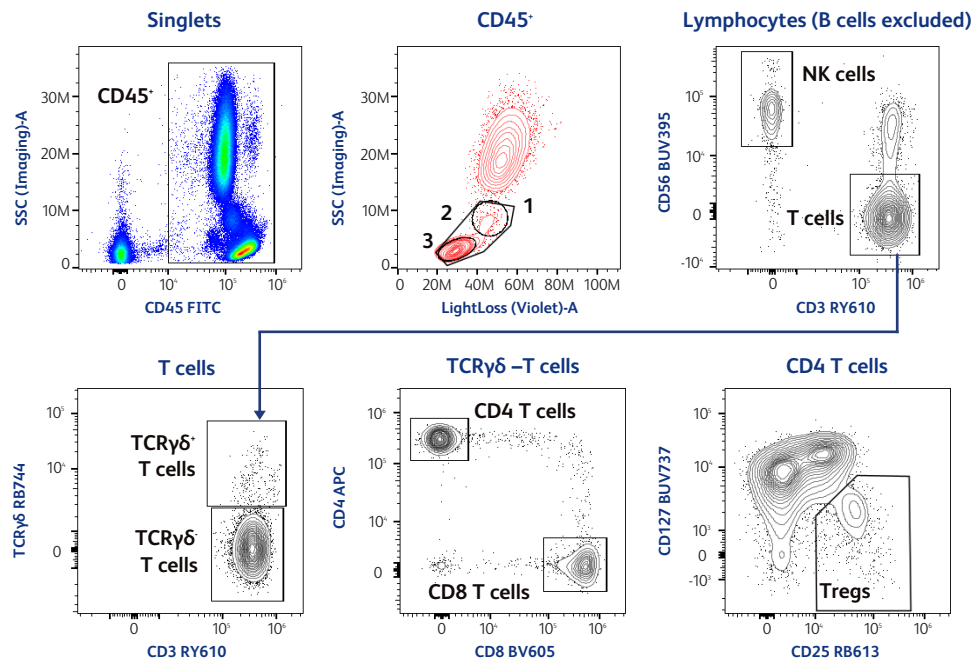 Singlets
CD45⁺
SSC (Imaging)-A
30M
20M
10M
0
0
10⁴
10⁵
10⁶
CD45 FITC
CD45⁺
SSC (Imaging)-A
30M
20M
10M
0
1
2
3
20M
40M
60M
80M
100M
LightLoss (Violet)-A
Lymphocytes (B cells excluded)
NK cells
T cells
CD56 BUV395
10⁵
10⁴
0
-10⁴
0
10⁴
10⁵
10⁶
CD3 RY610
T cells
TCRγδ⁺
T cells
TCRγδ⁻
T cells
TCRγδ RB744
10⁵
10⁴
0
0
10⁴
10⁵
10⁶
CD3 RY610
TCRγδ –T cells
CD4 T cells
CD8 T cells
CD4 APC
10⁶
10⁵
10⁴
0
0
10⁴
10⁵
10⁶
CD8 BV605
CD4 T cells
Tregs
CD127 BUV737
10⁵
10⁴
10³
0
-10³
0
10⁴
10⁵
10⁶
CD25 RB613